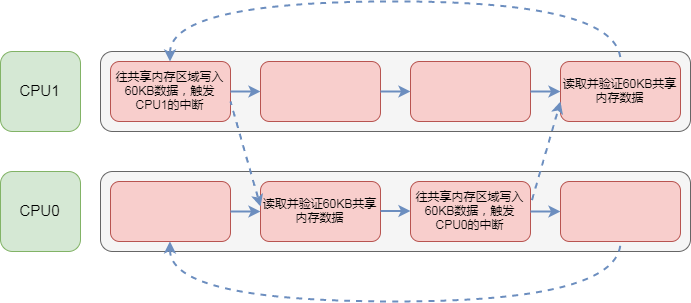 CPU1
往共享内存区域写入
60KB数据，触发
CPU1的中断
读取并验证60KB共享
内存数据
CPU0
读取并验证60KB共享
内存数据
往共享内存区域写入
60KB数据，触发
CPU0的中断